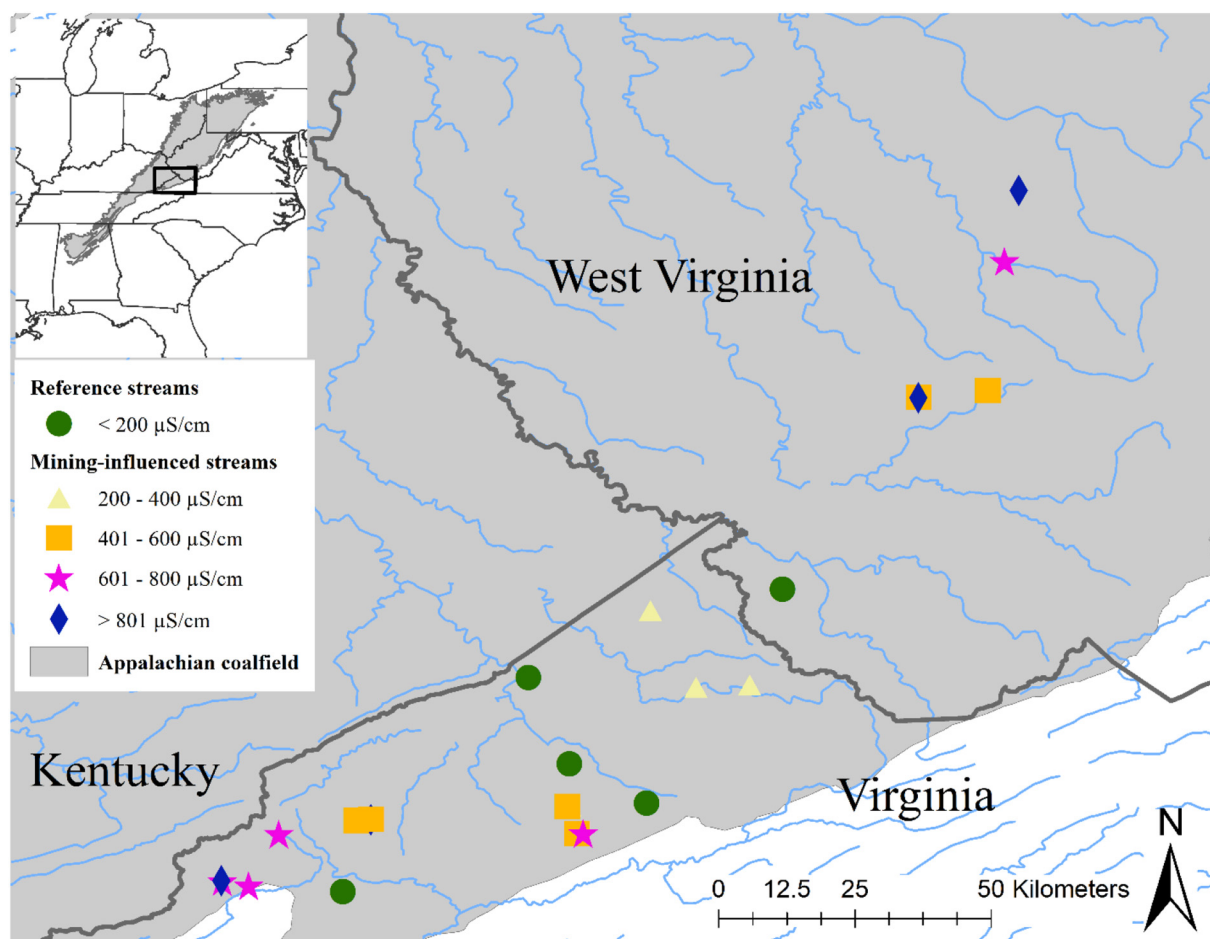 West Virginia
Reference streams
< 200 µS/cm
Mining-influenced streams
200 - 400 µS/cm
401 - 600 µS/cm
601 - 800 µS/cm
> 801 µS/cm
Appalachian coalfield
Kentucky
Virginia
N
0 12.5 25 50 Kilometers